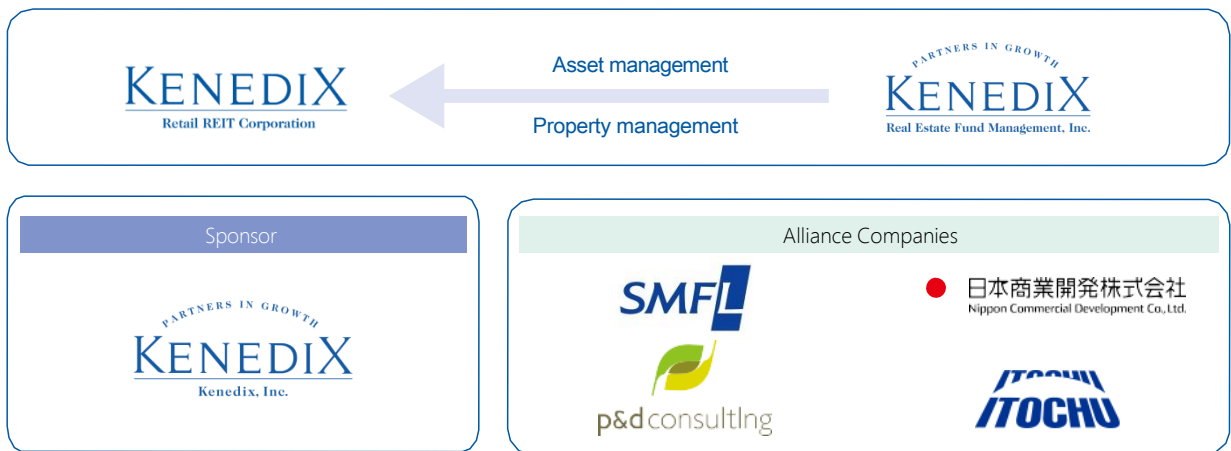 Asset management
Property management
KENEDIX
Retail REIT Corporation
PARTNERS IN GROWTH
KENEDIX
Real Estate Fund Management, Inc.
Sponsor
PARTNERS IN GROWTH
KENEDIX
Kenedix, Inc.
Alliance Companies
SMFL
日本商業開発株式会社
Nippon Commercial Development Co., Ltd.
p&d consulting
ITOCHU
ITOCHU